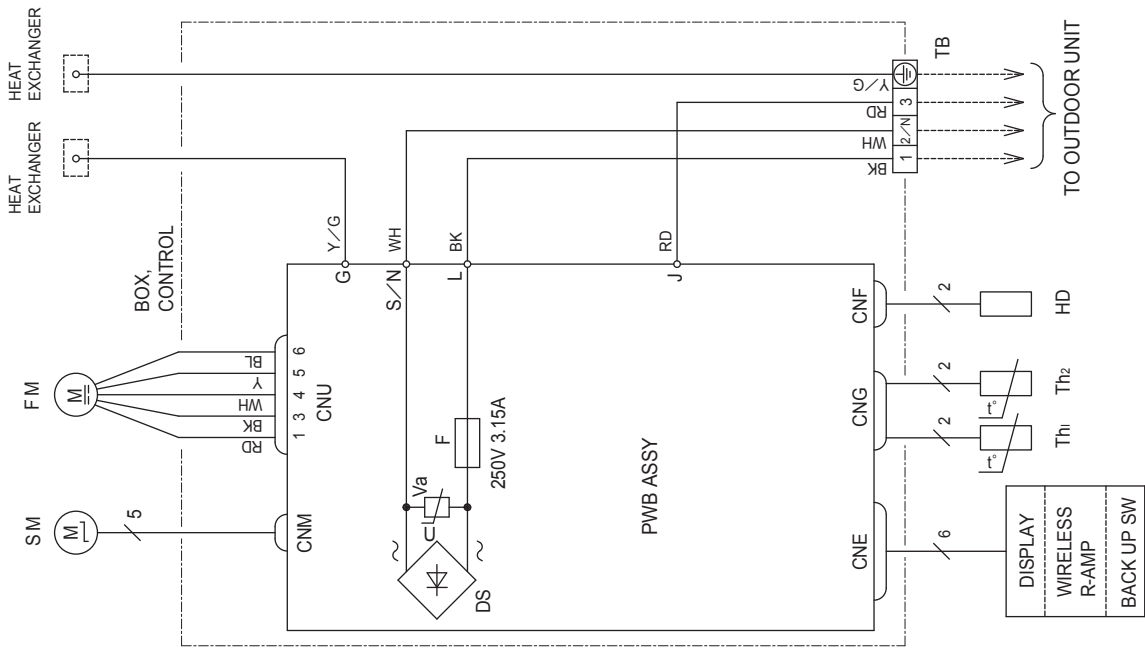 HEAT
EXCHANGER
HEAT
EXCHANGER
FM
SM
M
M
BOX,
CONTROL
5
RD
BK
WH
Y
BL
1
3
4
5
6
CNU
CNM
G
Y/G
S/N
WH
L
BK
J
RD
Va
U
F
250V 3.15A
DS
PWB ASSY
CNE
CNG
CNF
6
2
2
2
DISPLAY
WIRELESS
R-AMP
BACK UP SW
t°
Th1
t°
Th2
HD
BK
WH
RD
Y/G
1
2/N
3
TB
TO OUTDOOR UNIT